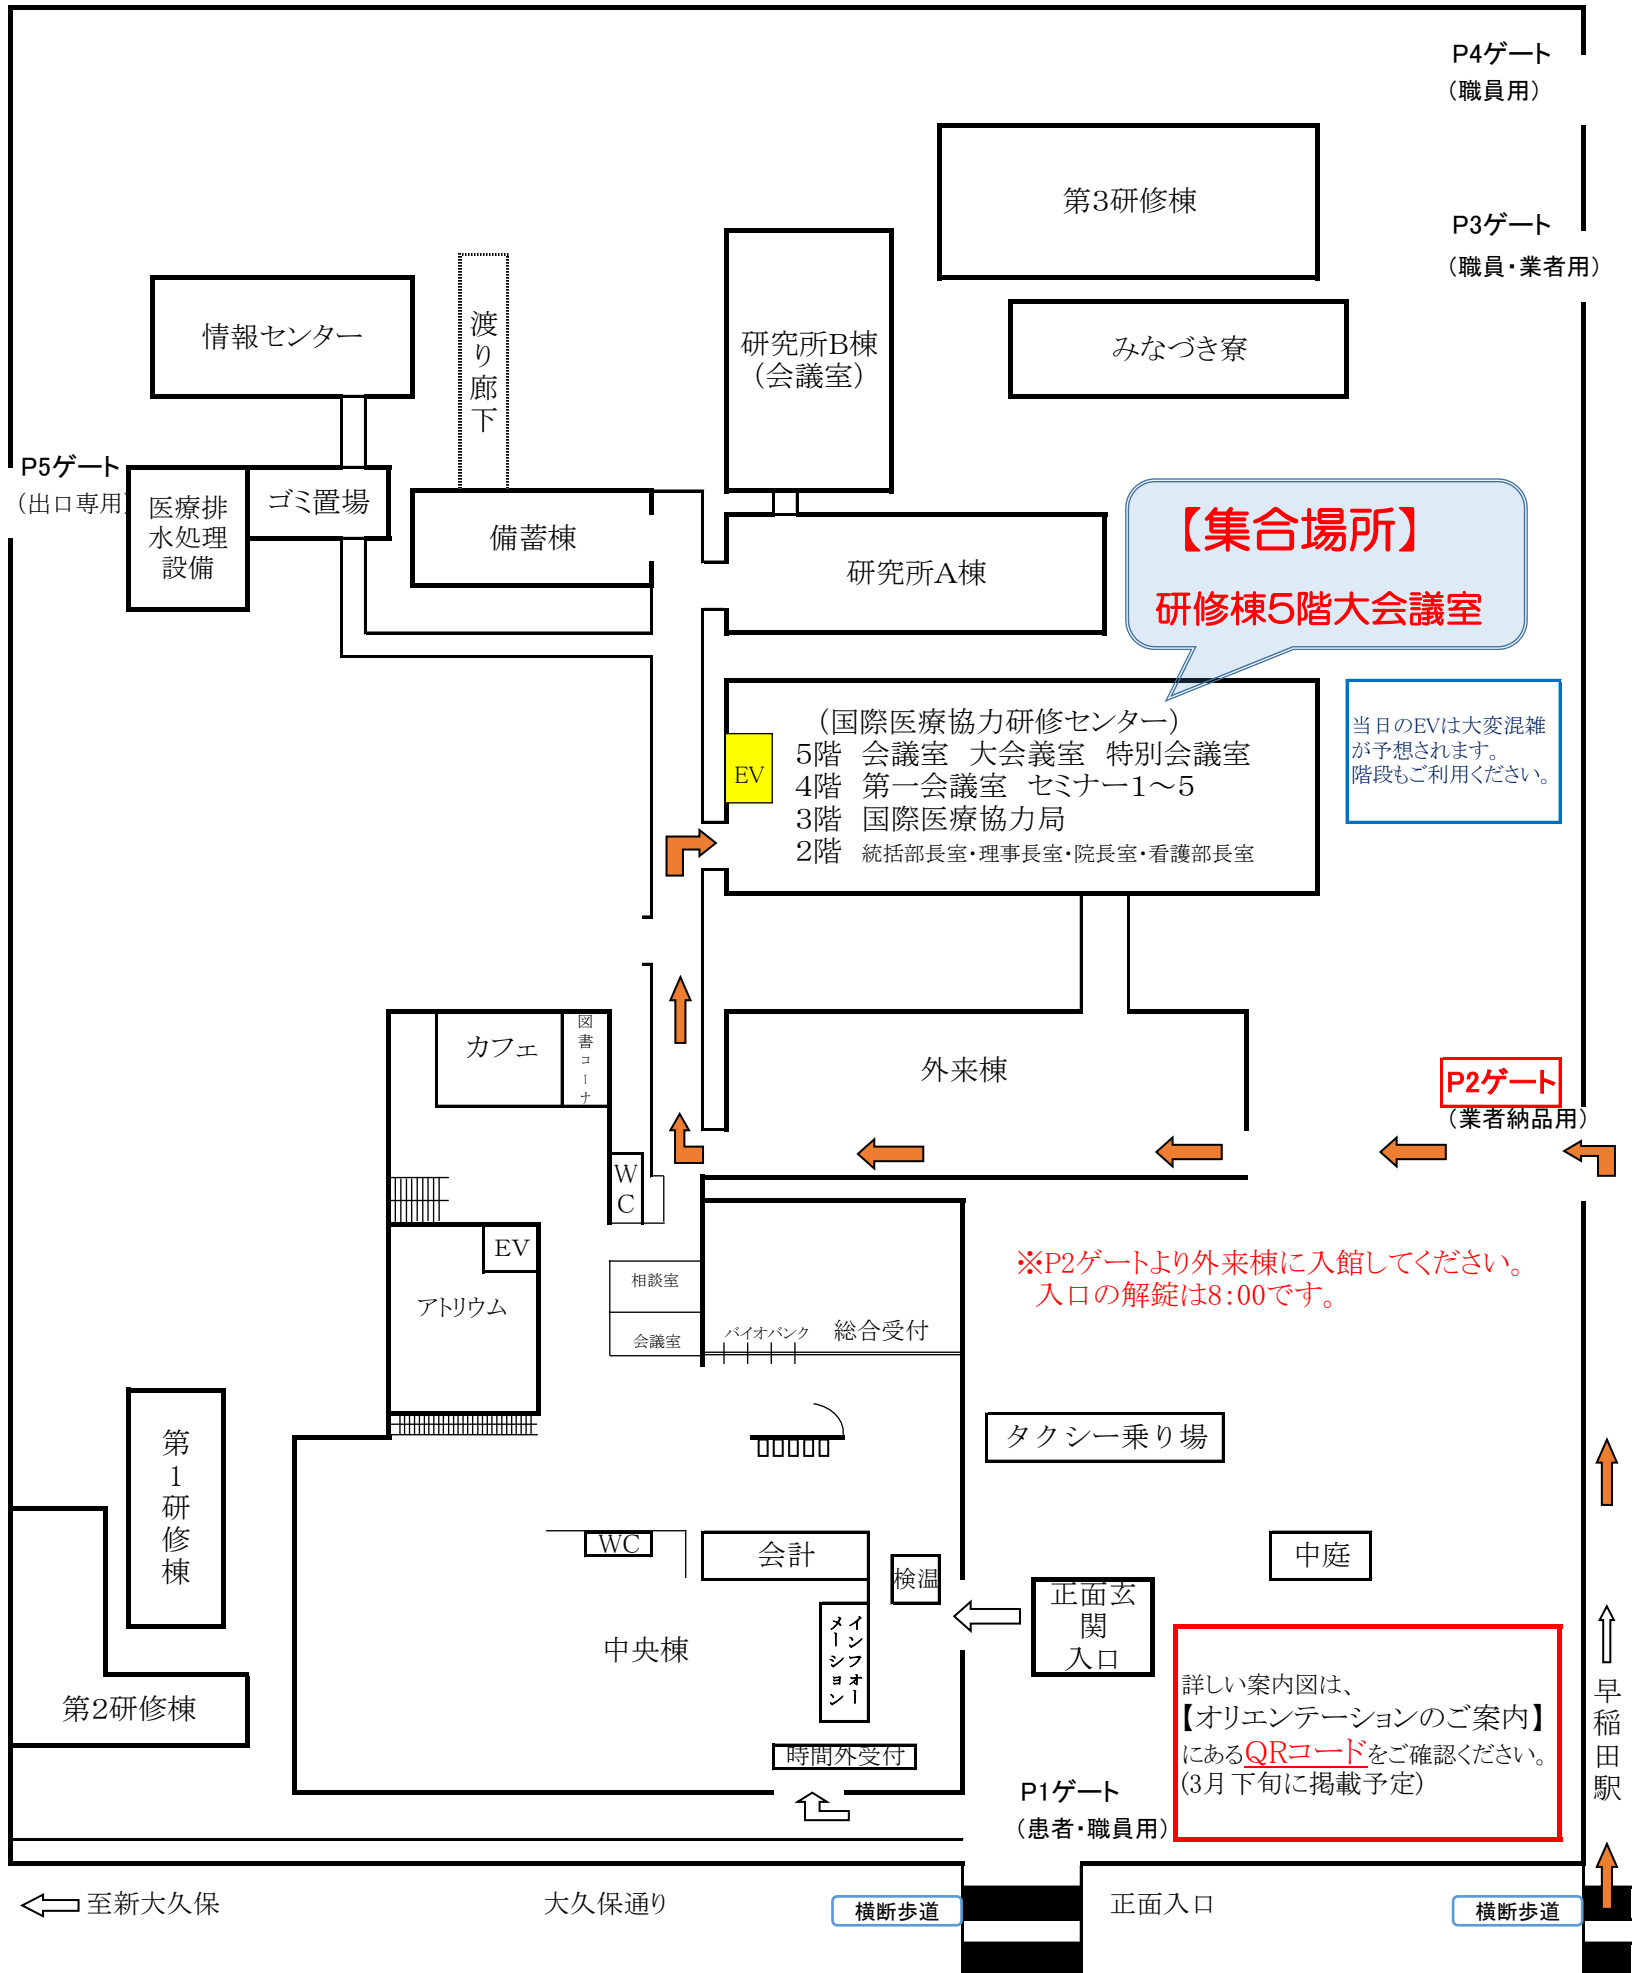 P4ゲート
（職員用）
第3研修棟
P3ゲート
（職員・業者用）
情報センター
渡り廊下
研究所B棟
（会議室）
みなづき寮
P5ゲート
（出口専用）
医療排
水処理
設備
ゴミ置場
備蓄棟
研究所A棟
【集合場所】
研修棟5階大会議室
（国際医療協力研修センター）
5階　会議室　大会義室　特別会議室
4階　第一会議室　セミナー1～5
3階　国際医療協力局
2階　統括部長室・理事長室・院長室・看護部長室
EV
当日のEVは大変混雑
が予想されます。
階段もご利用ください。
カフェ
図書コーナ
外来棟
P2ゲート
（業者納品用）
WC
EV
アトリウム
相談室
会議室
バイオバンク
総合受付
※P2ゲートより外来棟に入館してください。
入口の解錠は8:00です。
タクシー乗り場
第1研修棟
WC
会計
検温
中庭
正面玄
関
入口
インフォー
メーション
中央棟
第2研修棟
時間外受付
詳しい案内図は、
【オリエンテーションのご案内】
にあるQRコードをご確認ください。
(3月下旬に掲載予定)
早稲田駅
P1ゲート
（患者・職員用）
至新大久保
大久保通り
横断歩道
正面入口
横断歩道